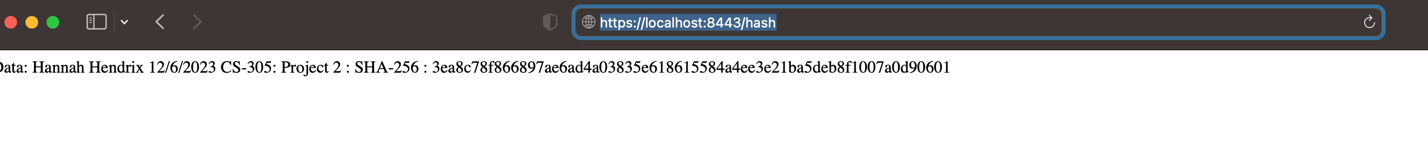 https://localhost:8443/hash
Data: Hannah Hendrix 12/6/2023 CS-305: Project 2 : SHA-256 : 3ea8c78f866897ae6ad4a03835e618615584a4ee3e21ba5deb8f1007a0d90601